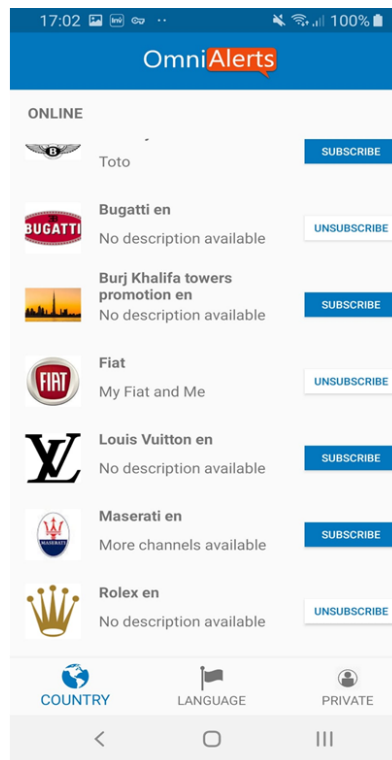 17:02
100%
OmniAlerts
ONLINE
B
Toto
SUBSCRIBE
BUGATTI
Bugatti en
No description available
UNSUBSCRIBE
Burj Khalifa towers
promotion en
No description available
SUBSCRIBE
FIAT
Fiat
My Fiat and Me
UNSUBSCRIBE
LV
Louis Vuitton en
No description available
SUBSCRIBE
MASERATI
Maserati en
More channels available
SUBSCRIBE
Rolex en
No description available
UNSUBSCRIBE
COUNTRY
LANGUAGE
PRIVATE